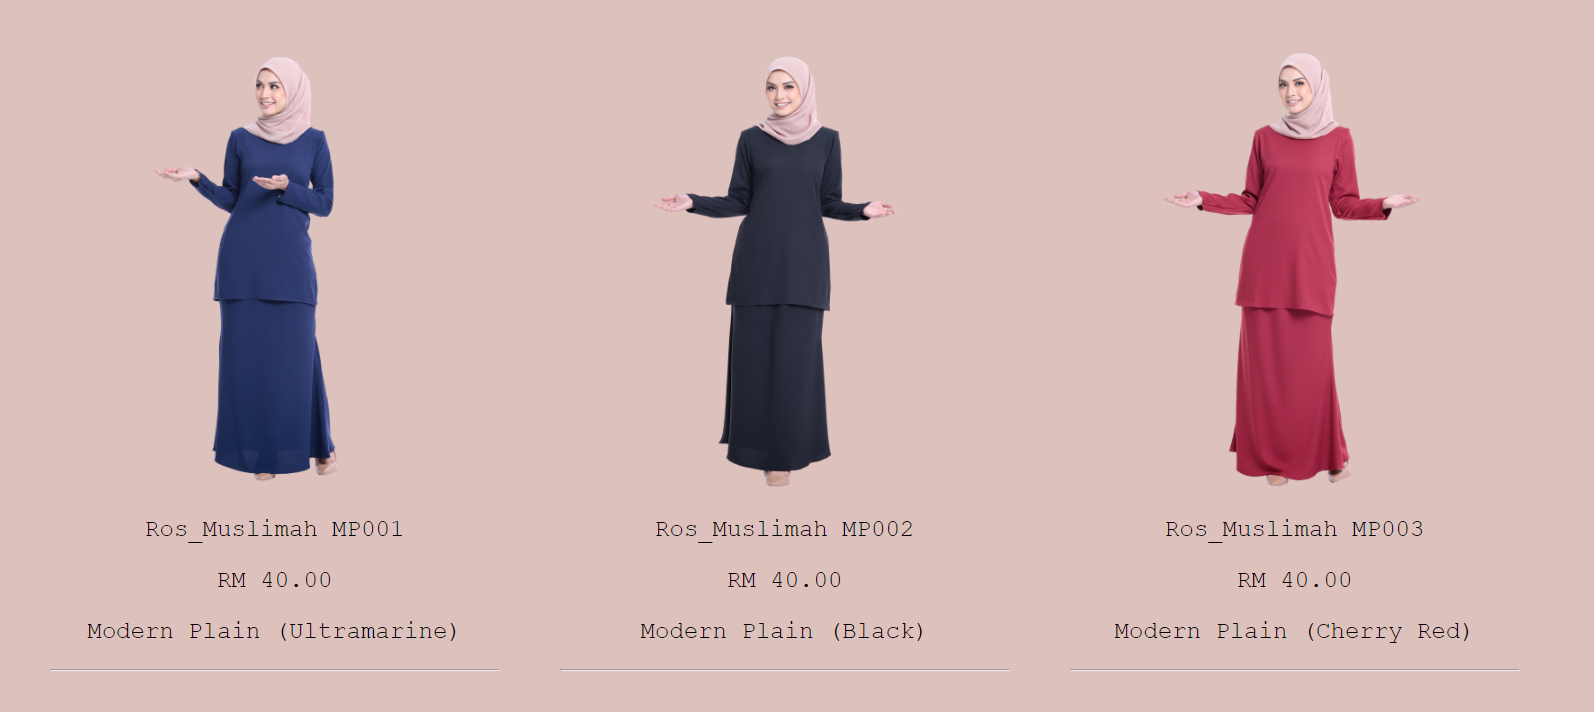 Ros_Muslimah MP001
RM 40.00
Modern Plain (Ultramarine)
Ros_Muslimah MP002
RM 40.00
Modern Plain (Black)
Ros_Muslimah MP003
RM 40.00
Modern Plain (Cherry Red)